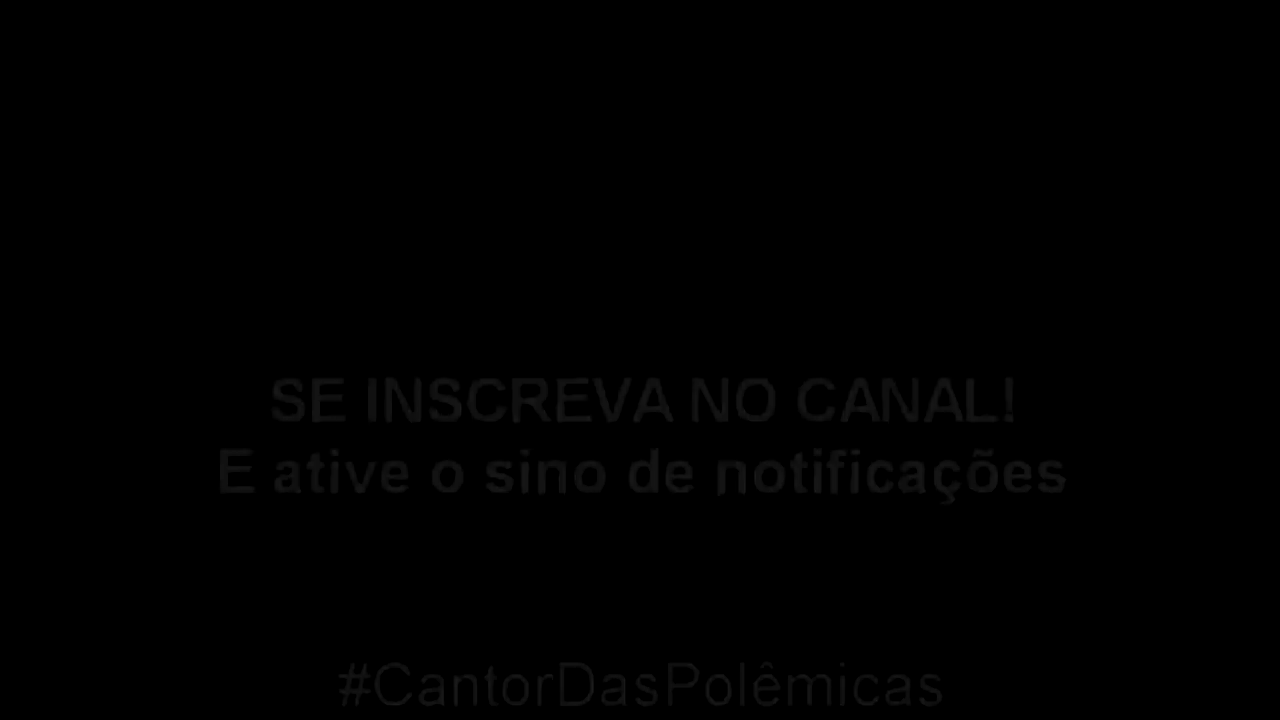 SE INSCREVA NO CANAL!
E ative o sino de notificações
#CantorDasPolêmicas